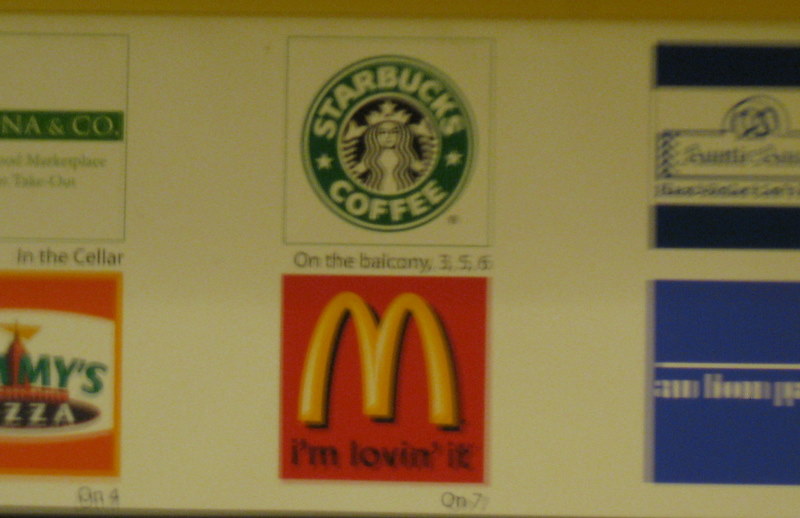 NA & CO.
ood Marketplace
Take-Out
In the Cellar
STARBUCKS
COFFEE
On the balcony, 3, 5, 6
MY'S
ZZA
On 4
i'm lovin' it
On 7